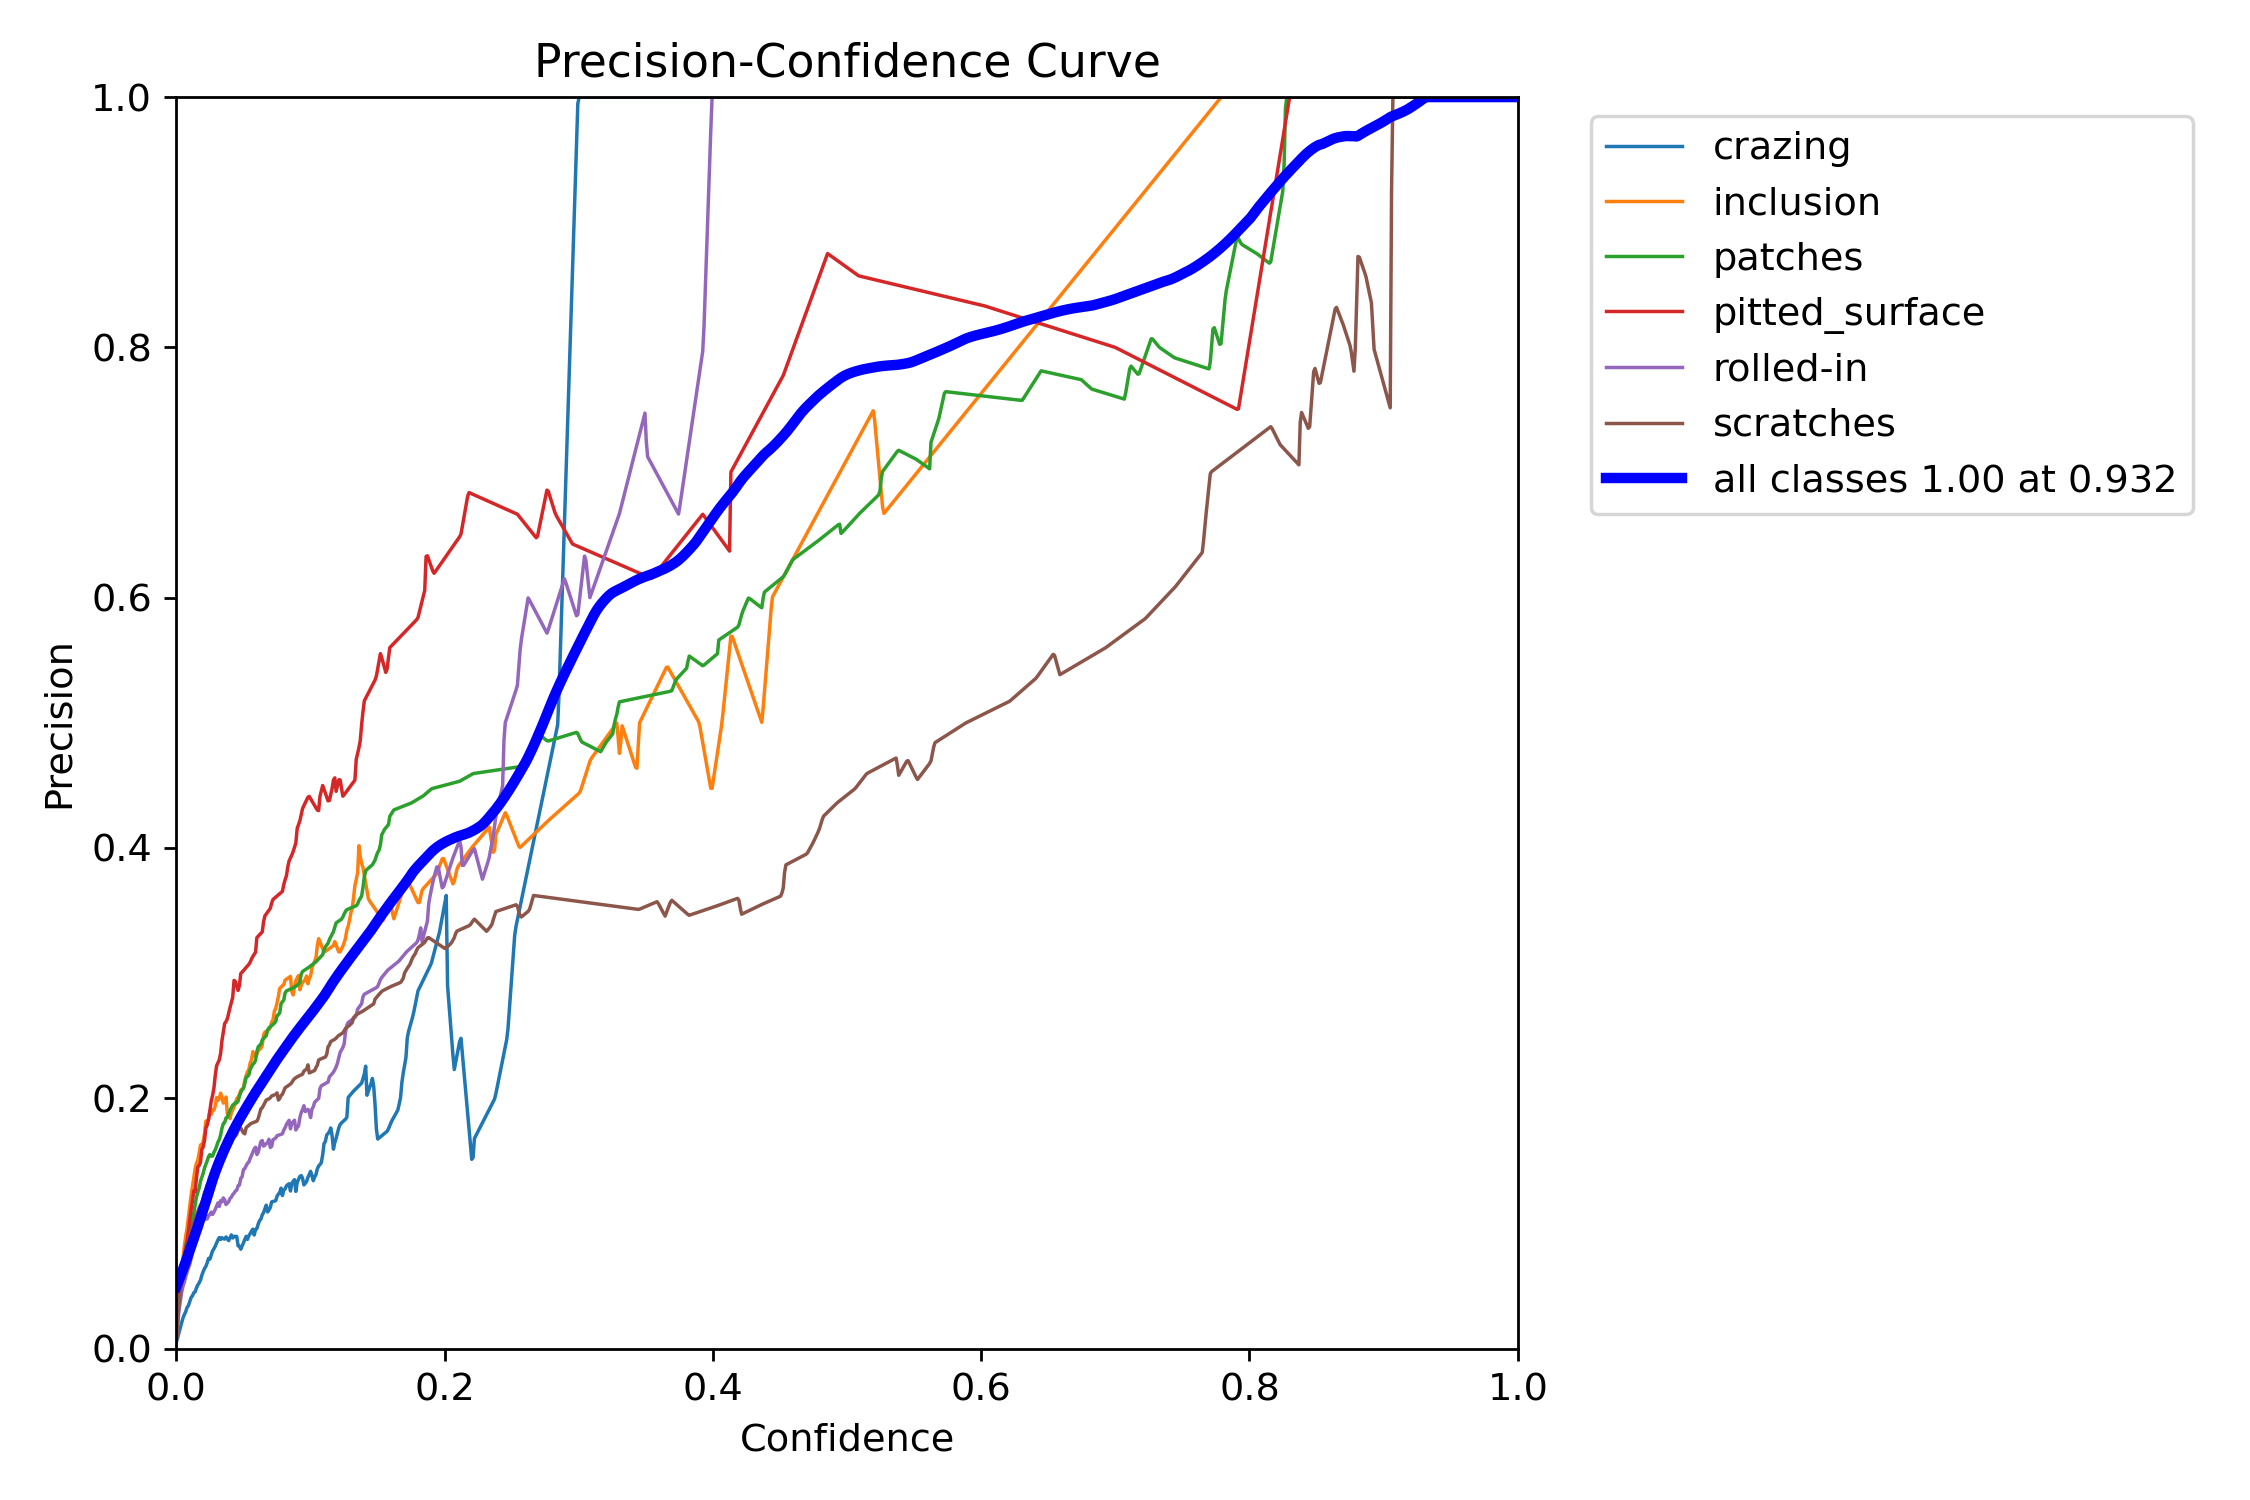 Precision-Confidence Curve
1.0
0.8
0.6
0.4
0.2
0.0
Precision
0.0 0.2 0.4 0.6 0.8 1.0
Confidence
crazing
inclusion
patches
pitted_surface
rolled-in
scratches
all classes 1.00 at 0.932